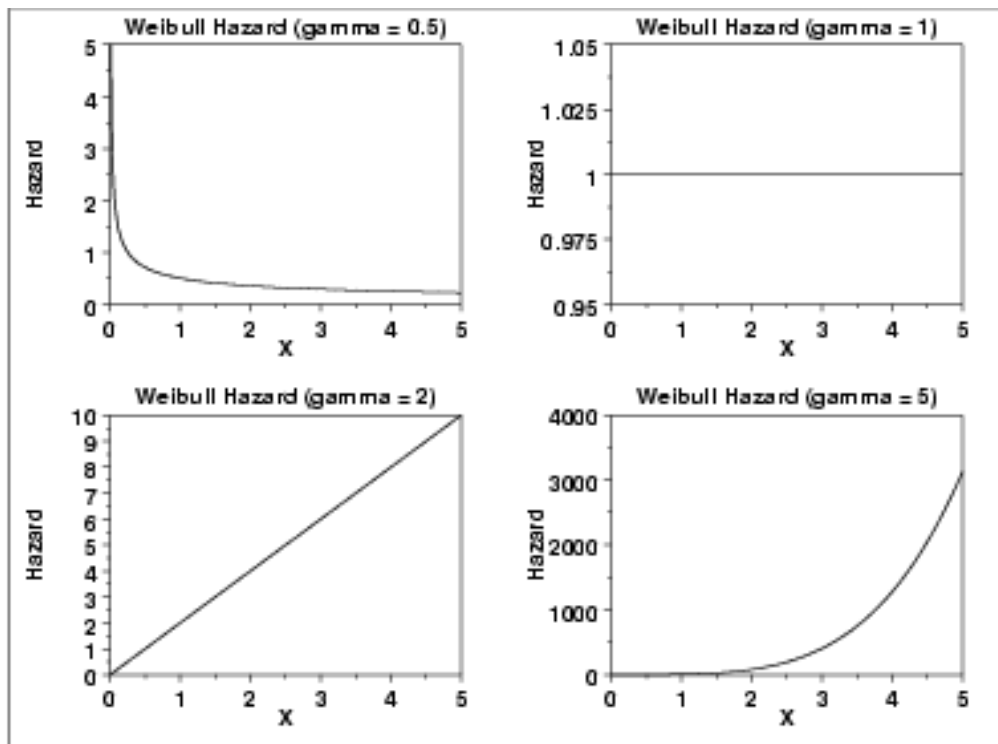 Weibull Hazard (gamma = 0.5)
5
4
3
2
1
0
Hazard
0 1 2 3 4 5
X
Weibull Hazard (gamma = 1)
1.05
1.025
1
0.975
0.95
Hazard
0 1 2 3 4 5
X
Weibull Hazard (gamma = 2)
10
9
8
7
6
5
4
3
2
1
0
Hazard
0 1 2 3 4 5
X
Weibull Hazard (gamma = 5)
4000
3000
2000
1000
0
Hazard
0 1 2 3 4 5
X